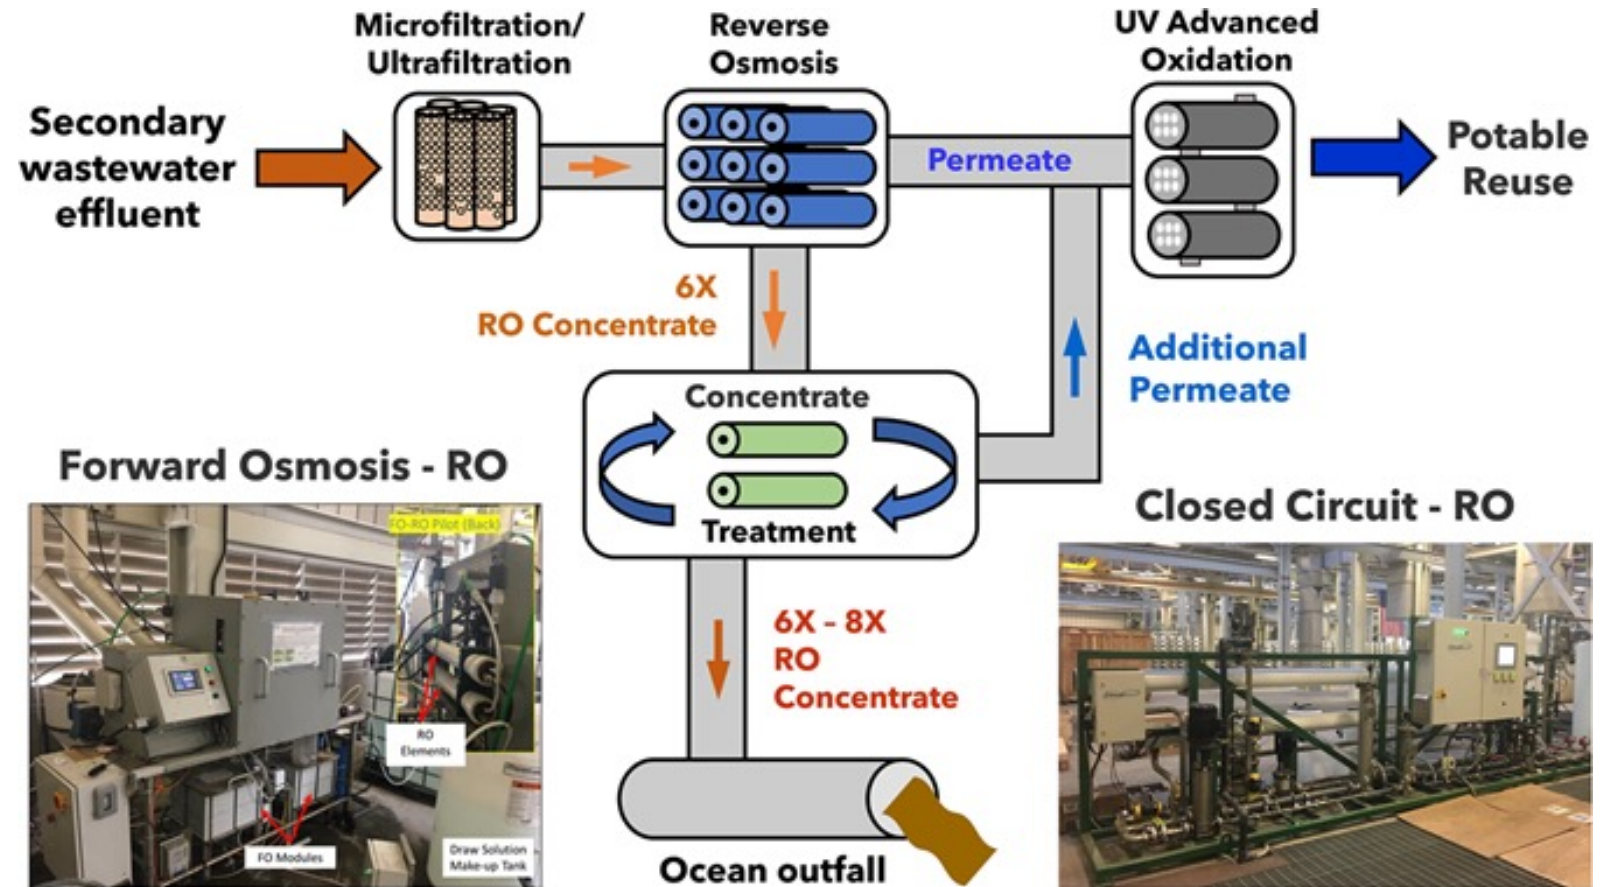 Microfiltration/
Ultrafiltration
Reverse
Osmosis
UV Advanced
Oxidation
Secondary
wastewater
effluent
Permeate
Potable
Reuse
6X
RO Concentrate
Additional
Permeate
Concentrate
Treatment
Forward Osmosis - RO
FO-RO Pilot (Back)
RO
Elements
FO Modules
Draw Solution
Make-up Tank
Closed Circuit - RO
6X – 8X
RO
Concentrate
Ocean outfall